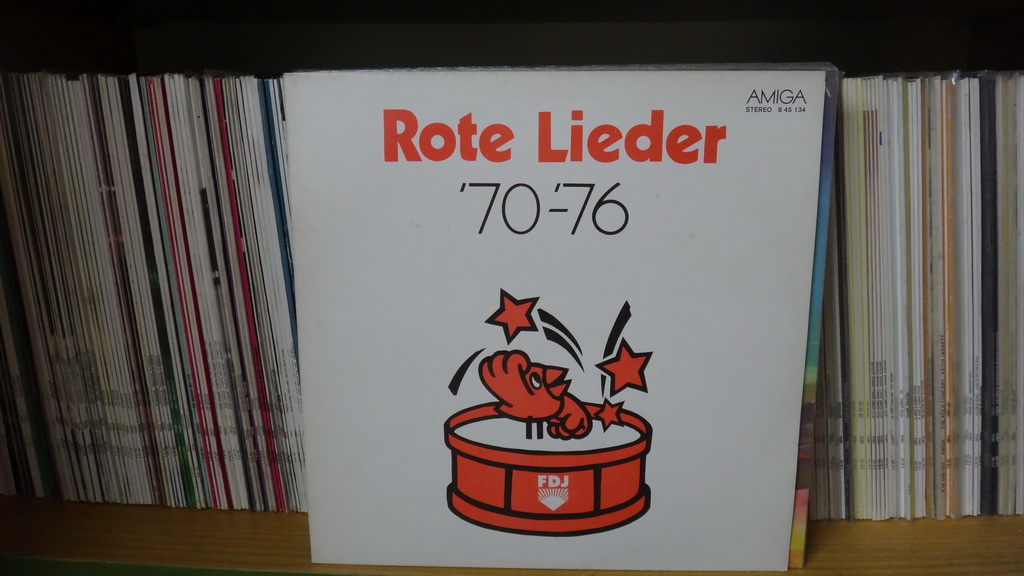 AMIGA
STEREO 8 45 134
Rote Lieder
'70-'76
FDJ